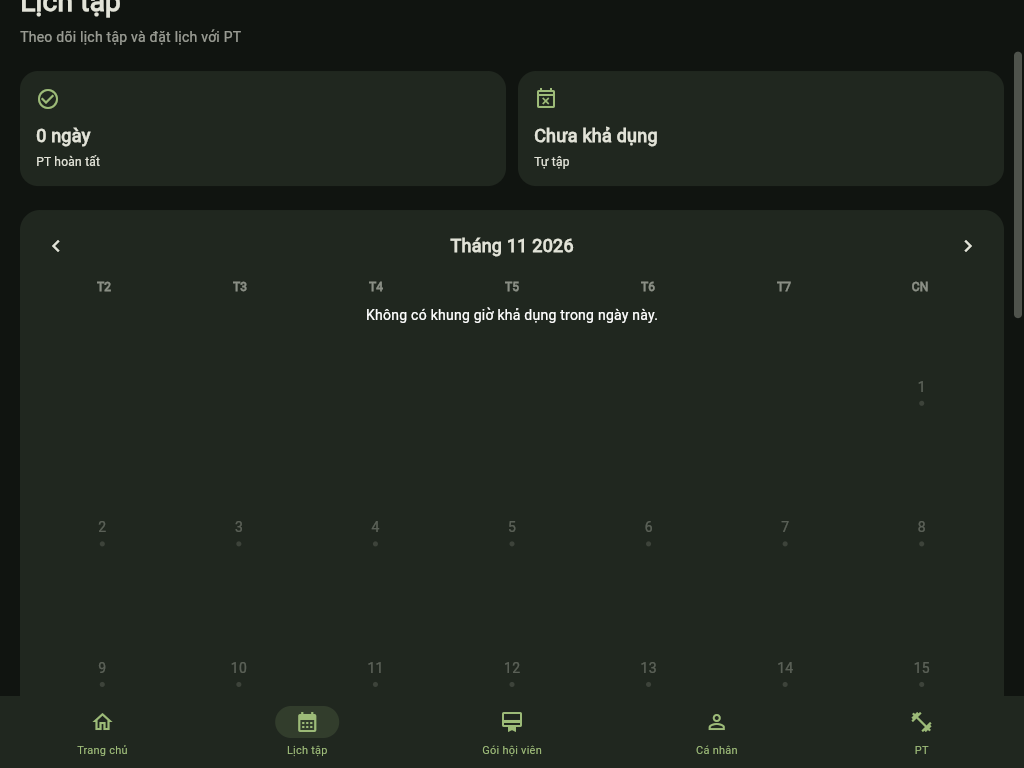 Lịch tập
Theo dõi lịch tập và đặt lịch với PT
0 ngày
PT hoàn tất
Chưa khả dụng
Tự tập
Tháng 11 2026
T2 T3 T4 T5 T6 T7 CN
Không có khung giờ khả dụng trong ngày này.
1
2 3 4 5 6 7 8
9 10 11 12 13 14 15
Trang chủ Lịch tập Gói hội viên Cá nhân PT